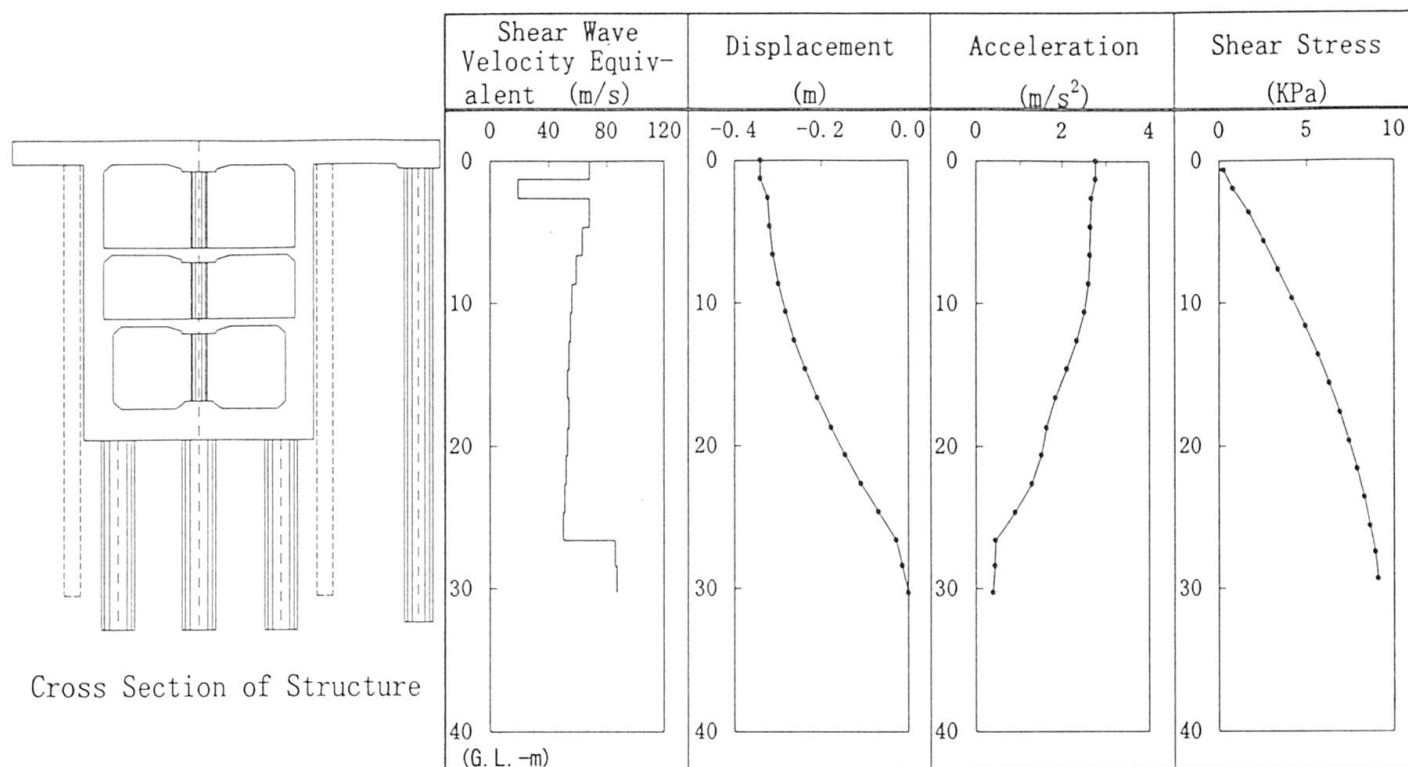 Shear Wave
Velocity Equiv-
alent (m/s)
Displacement
(m)
Acceleration
(m/s²)
Shear Stress
(KPa)
0 40 80 120
-0.4 -0.2 0.0
0 2 4
0 5 10
0
10
20
30
40
(G.L.-m)
0
10
20
30
40
0
10
20
30
40
0
10
20
30
40
Cross Section of Structure